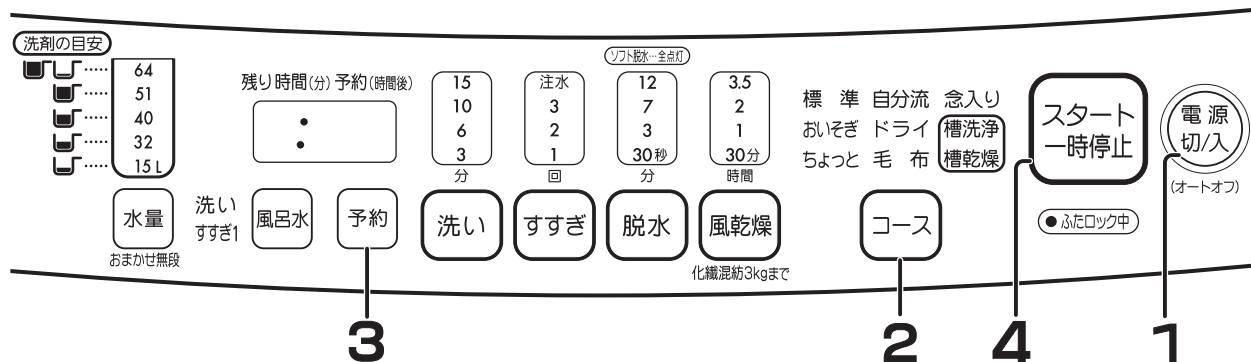 洗剤の目安
64
51
40
32
15 L
水量
おまかせ無段
残り時間(分) 予約(時間後)
:
洗い
すすぎ1
風呂水
予約
15
10
6
3
分
洗い
注水
3
2
1
回
すすぎ
ソフト脱水…全点灯
12
7
3
30秒
分
脱水
3.5
2
1
30分
時間
風乾燥
化繊混紡3kgまで
標準 自分流 念入り
おいそぎ ドライ 槽洗浄
ちょっと 毛布 槽乾燥
コース
スタート
一時停止
●ふたロック中
電源
切/入
(オートオフ)
3
2
4
1